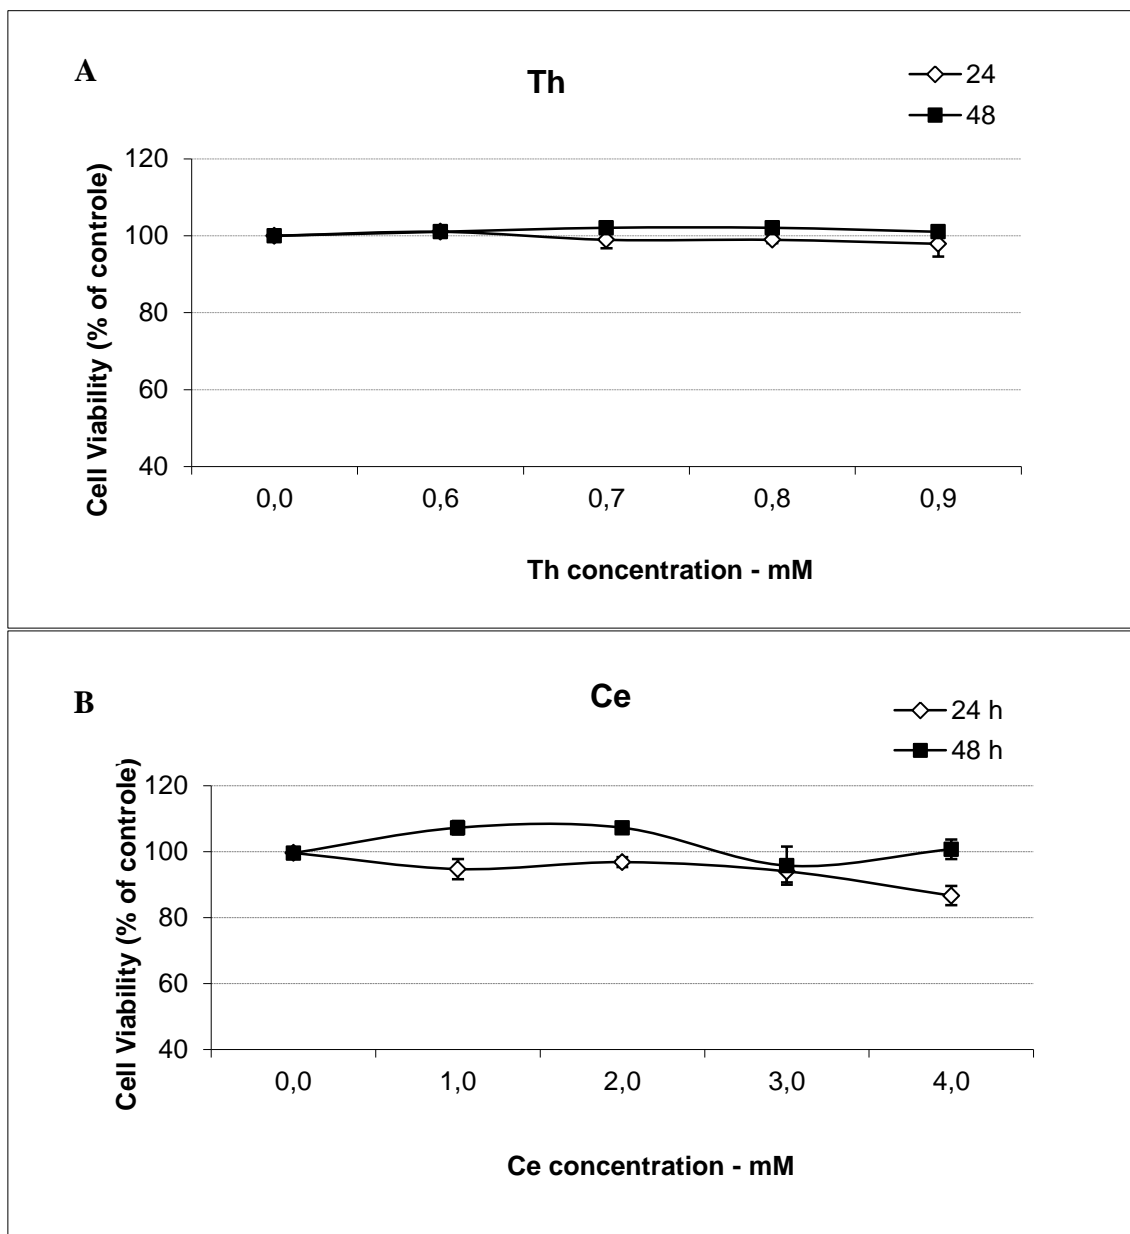 A
Th
24
48
Cell Viability (% of controle)
120
100
80
60
40
0,0 0,6 0,7 0,8 0,9
Th concentration - mM
B
Ce
24 h
48 h
Cell Viability (% of controle)
120
100
80
60
40
0,0 1,0 2,0 3,0 4,0
Ce concentration - mM